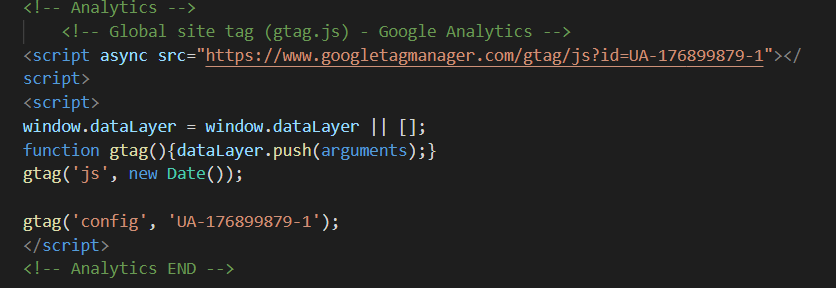 <!-- Analytics -->
<!-- Global site tag (gtag.js) - Google Analytics -->
<script async src="https://www.googletagmanager.com/gtag/js?id=UA-176899879-1"></
script>
<script>
window.dataLayer = window.dataLayer || [];
function gtag(){dataLayer.push(arguments);}
gtag('js', new Date());
gtag('config', 'UA-176899879-1');
</script>
<!-- Analytics END -->